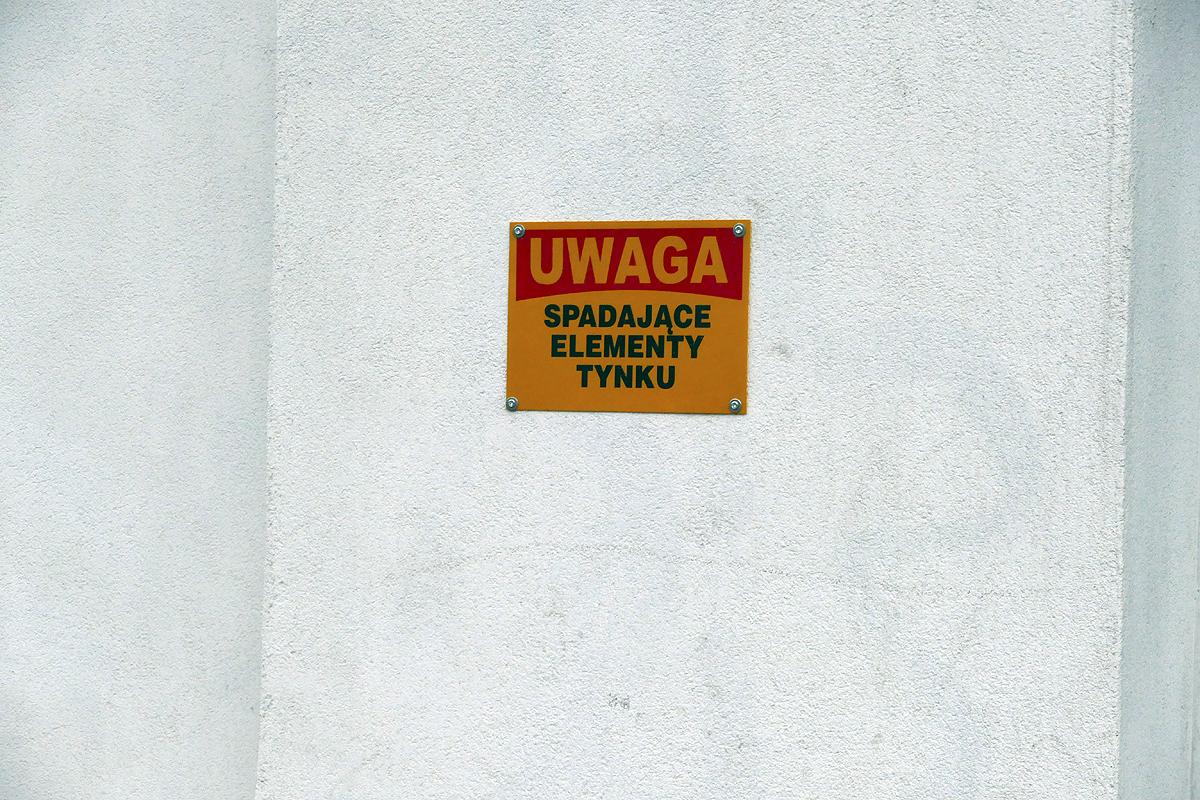 UWAGA
SPADAJĄCE
ELEMENTY
TYNKU